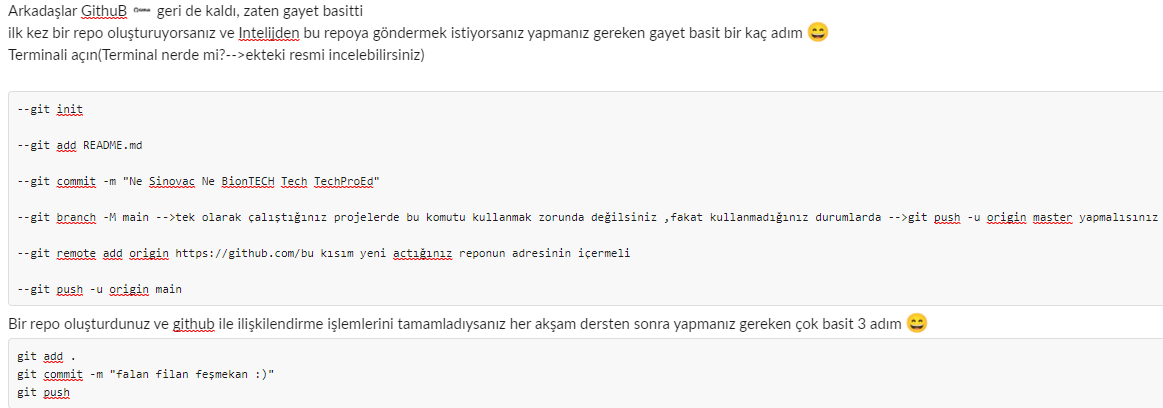 Arkadaşlar GithuB geri de kaldı, zaten gayet basitti
ilk kez bir repo oluşturuyorsanız ve Intelijden bu repoya göndermek istiyorsanız yapmanız gereken gayet basit bir kaç adım 😄
Terminali açın(Terminal nerde mi?-->ekteki resmi incelebilirsiniz)
--git init
--git add README.md
--git commit -m "Ne Sinovac Ne BionTECH Tech TechProEd"
--git branch -M main -->tek olarak çalıştığınız projelerde bu komutu kullanmak zorunda değilsiniz ,fakat kullanmadığınız durumlarda -->git push -u origin master yapmalısınız
--git remote add origin https://github.com/bu kısım yeni actığınız reponun adresinin içermeli
--git push -u origin main
Bir repo oluşturdunuz ve github ile ilişkilendirme işlemlerini tamamladıysanız her akşam dersten sonra yapmanız gereken çok basit 3 adım 😄
git add .
git commit -m "falan filan feşmekan :)"
git push